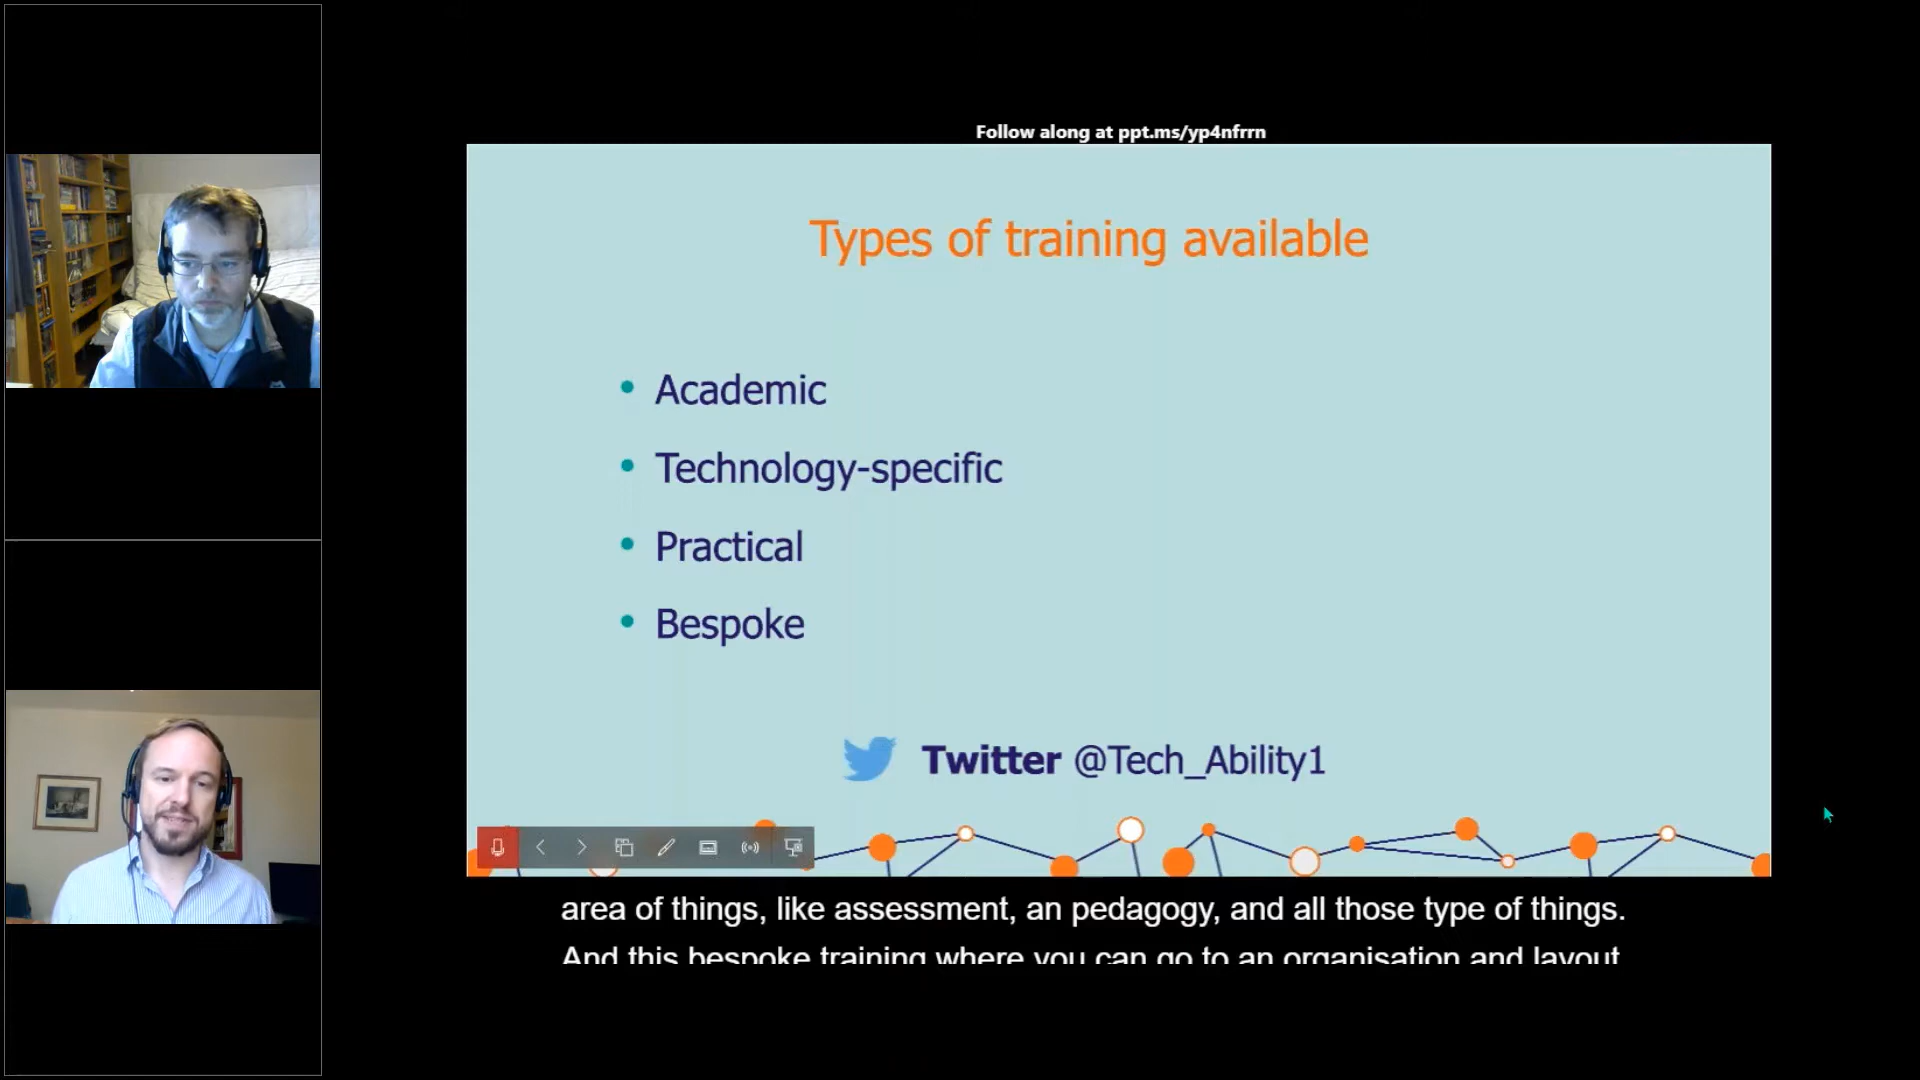 Follow along at ppt.ms/yp4nfrrn
Types of training available
• Academic
• Technology-specific
• Practical
• Bespoke
Twitter @Tech_Ability1
area of things, like assessment, an pedagogy, and all those type of things.
And this bespoke training where you can go to an organisation and layout